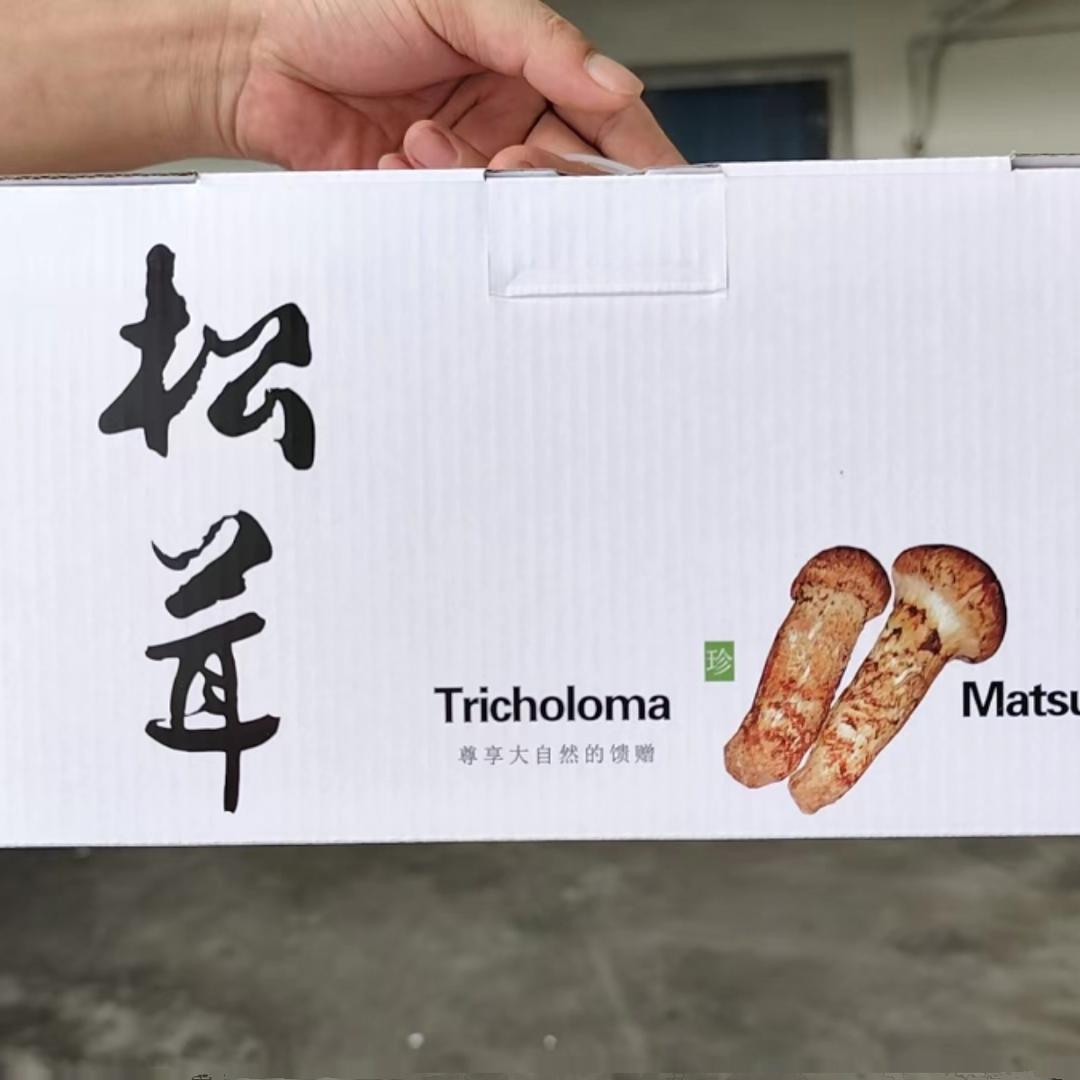 松茸
珍
Tricholoma
Matsu
尊享大自然的馈赠